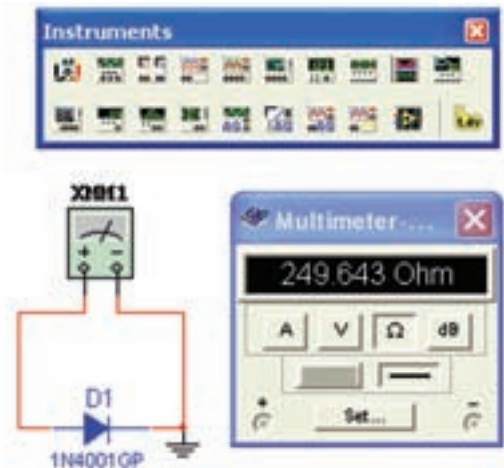 Instruments
XMM1
+ −
D1
1N4001GP
Multimeter-...
249.643 Ohm
A V Ω dB
+ Set... −